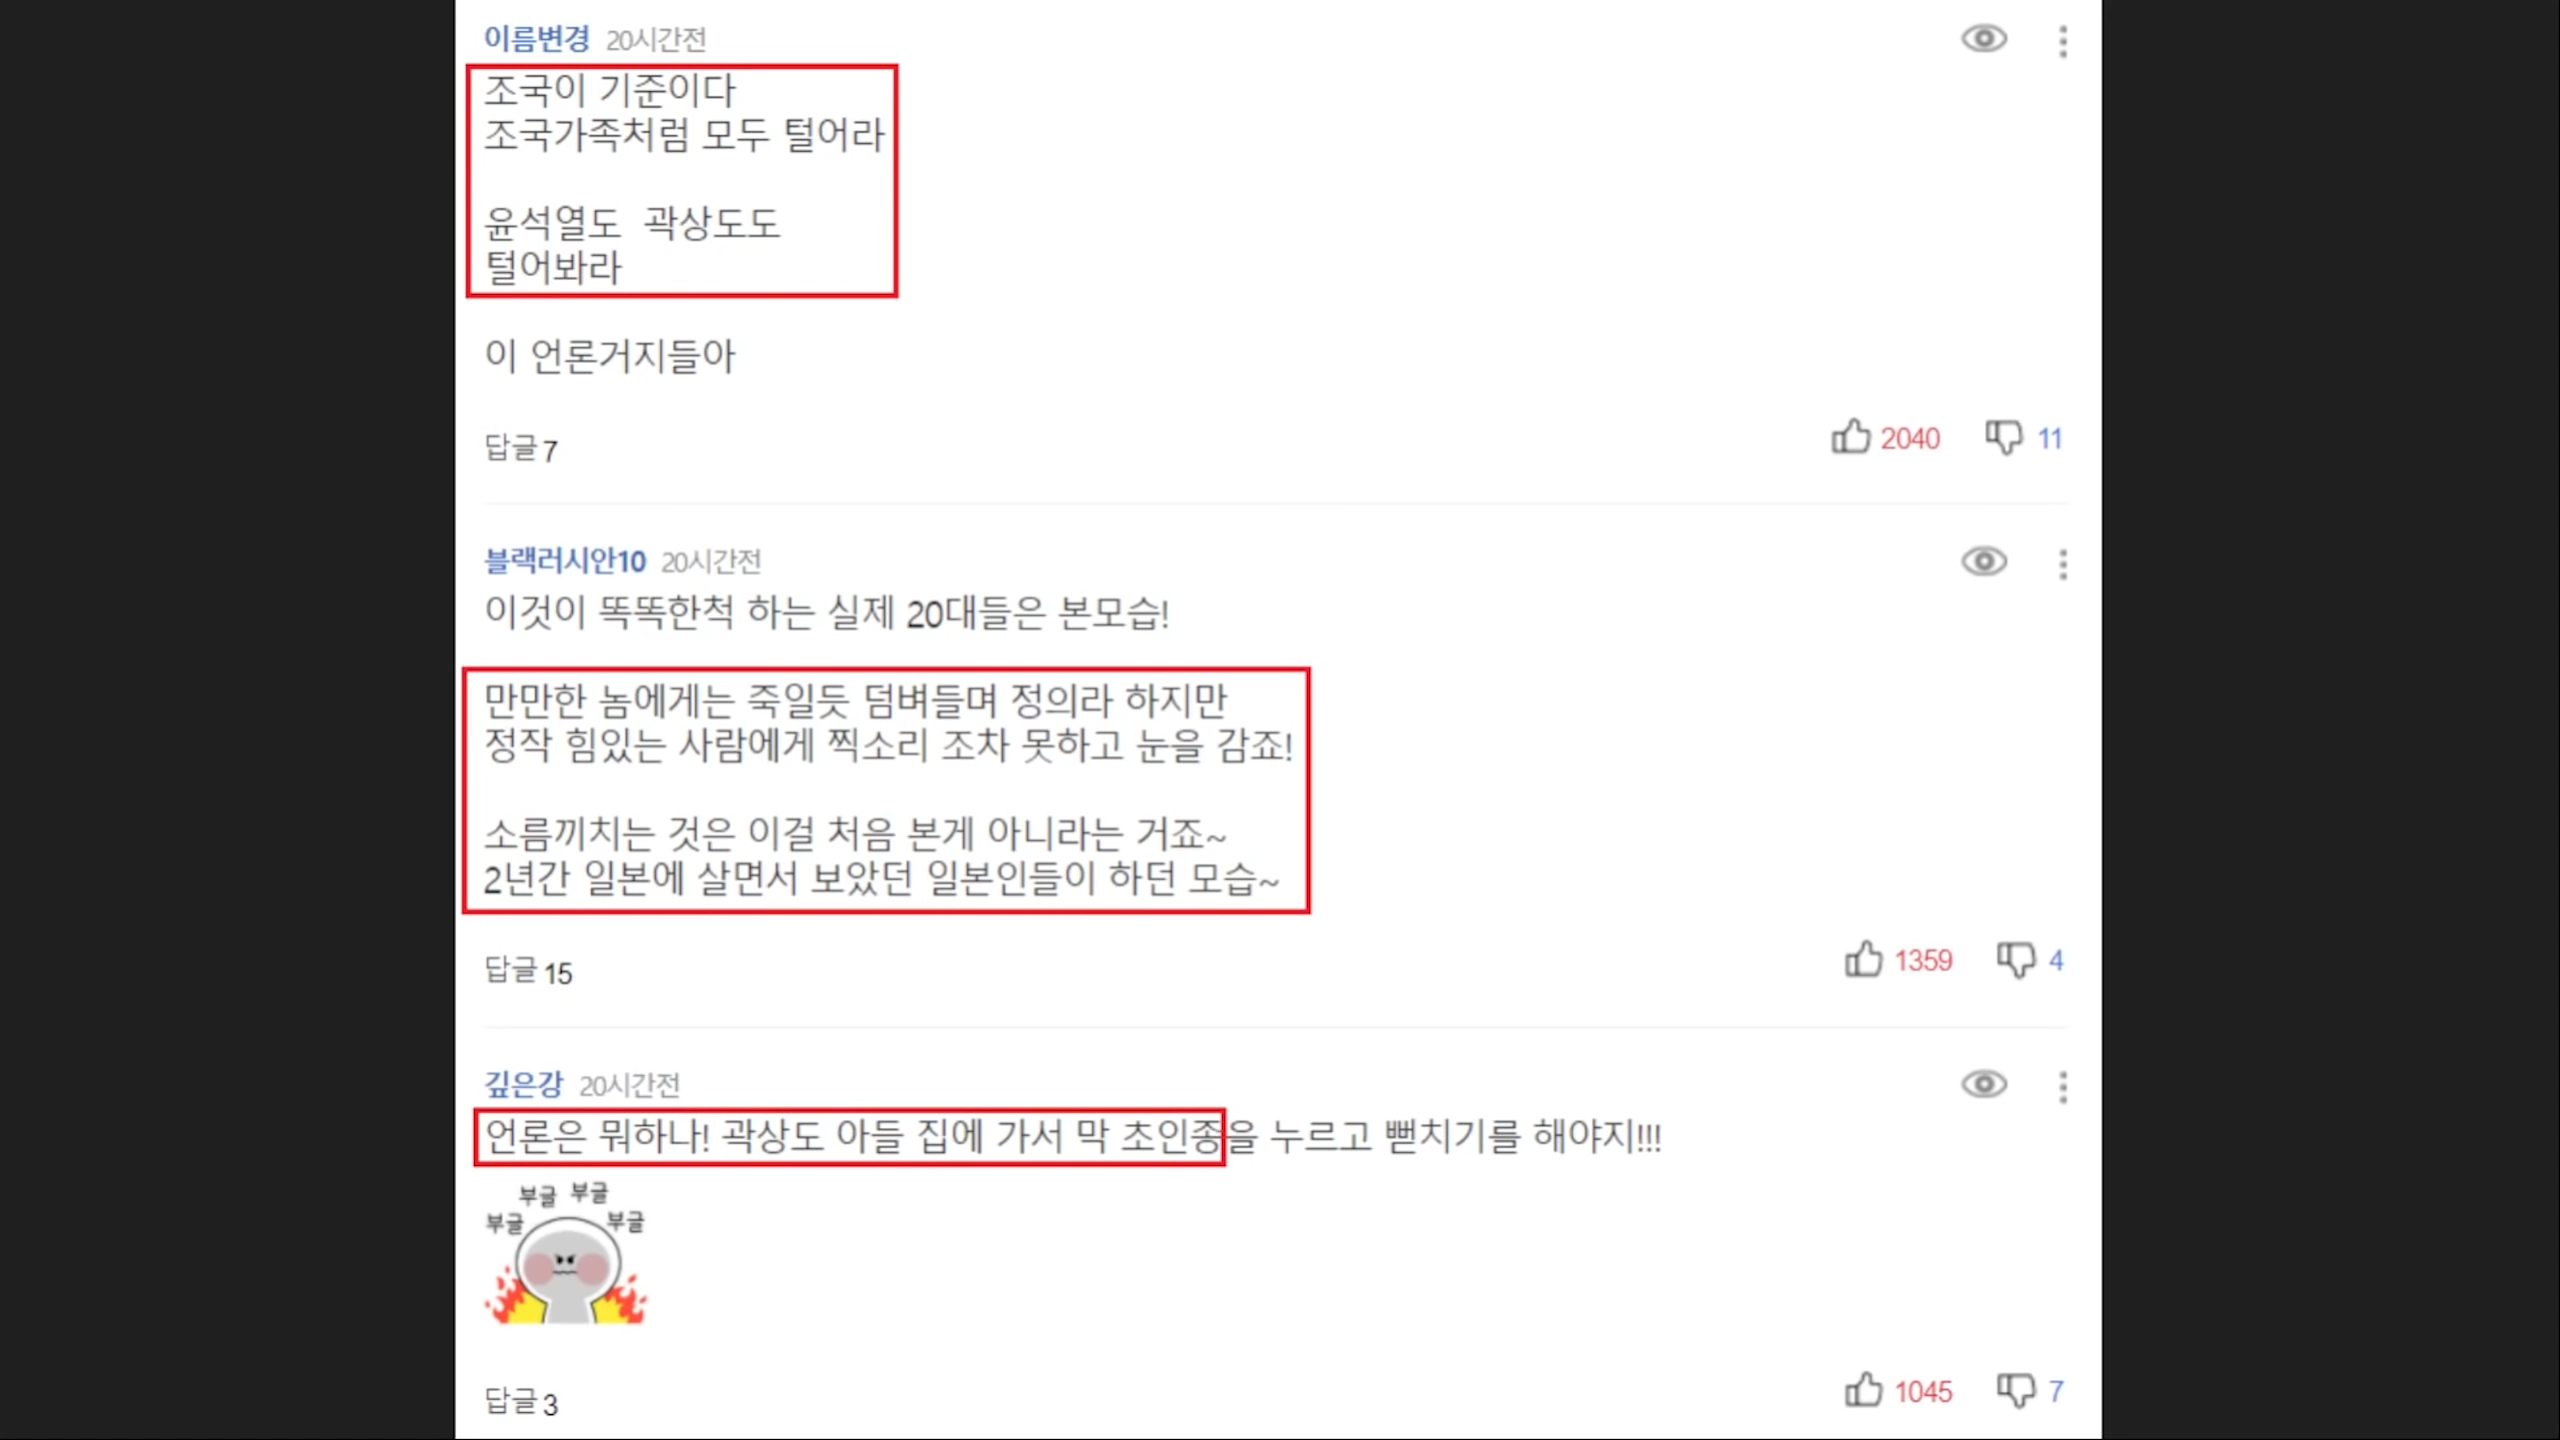 이름변경 20시간전
조국이 기준이다
조국가족처럼 모두 털어라
윤석열도 곽상도도
털어봐라
이 언론거지들아
답글 7 2040 11
블랙러시안10 20시간전
이것이 똑똑한척 하는 실제 20대들은 본모습!
만만한 놈에게는 죽일듯 덤벼들며 정의라 하지만
정작 힘있는 사람에게 찍소리 조차 못하고 눈을 감죠!
소름끼치는 것은 이걸 처음 본게 아니라는 거죠~
2년간 일본에 살면서 보았던 일본인들이 하던 모습~
답글 15 1359 4
깊은강 20시간전
언론은 뭐하나! 곽상도 아들 집에 가서 막 초인종을 누르고 뻗치기를 해야지!!!
부글 부글
부글 부글
답글 3 1045 7